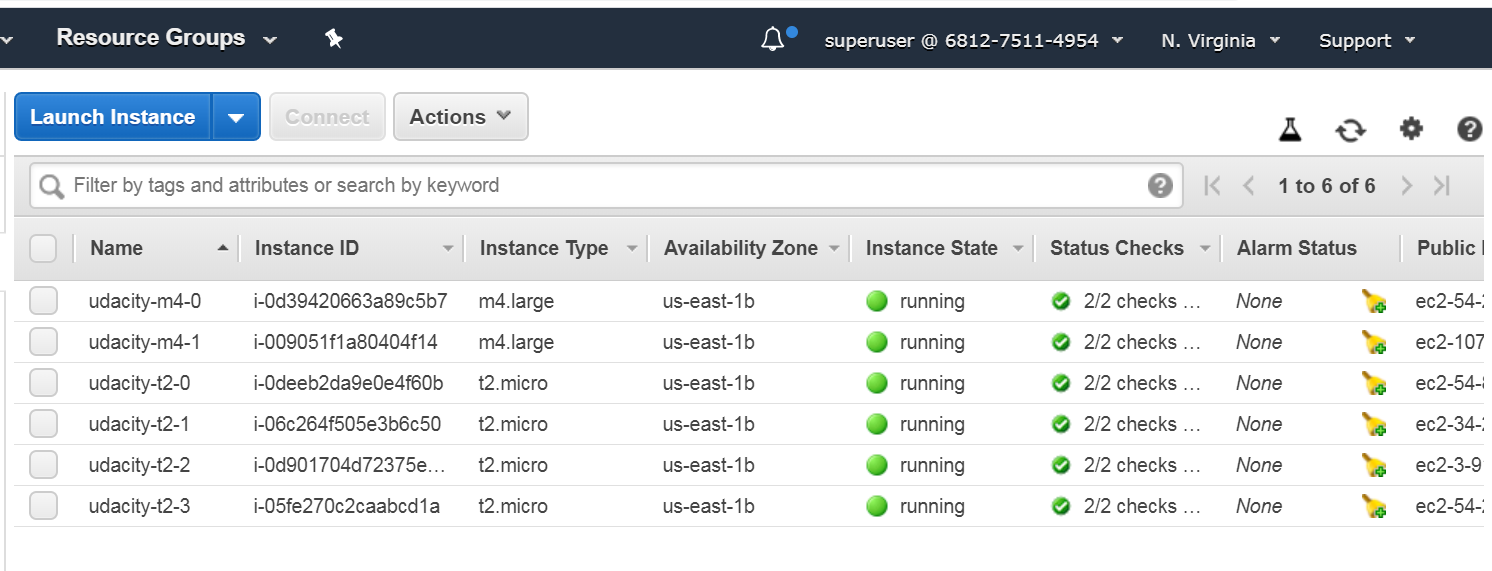 Resource Groups superuser @ 6812-7511-4954 N. Virginia Support
Launch Instance Connect Actions
Filter by tags and attributes or search by keyword 1 to 6 of 6
Name Instance ID Instance Type Availability Zone Instance State Status Checks Alarm Status Public
udacity-m4-0 i-0d39420663a89c5b7 m4.large us-east-1b running 2/2 checks ... None ec2-54-
udacity-m4-1 i-009051f1a80404f14 m4.large us-east-1b running 2/2 checks ... None ec2-107
udacity-t2-0 i-0deeb2da9e0e4f60b t2.micro us-east-1b running 2/2 checks ... None ec2-54-
udacity-t2-1 i-06c264f505e3b6c50 t2.micro us-east-1b running 2/2 checks ... None ec2-34-
udacity-t2-2 i-0d901704d72375e... t2.micro us-east-1b running 2/2 checks ... None ec2-3-9
udacity-t2-3 i-05fe270c2caabcd1a t2.micro us-east-1b running 2/2 checks ... None ec2-54-